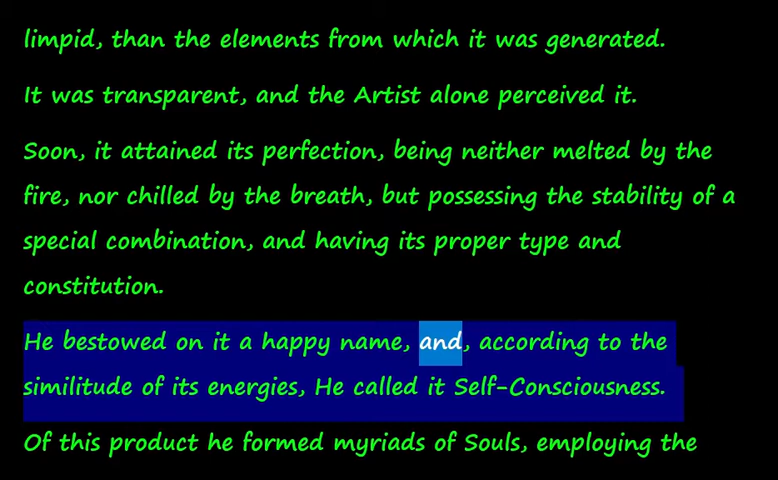 limpid, than the elements from which it was generated.
It was transparent, and the Artist alone perceived it.
Soon, it attained its perfection, being neither melted by the
fire, nor chilled by the breath, but possessing the stability of a
special combination, and having its proper type and
constitution.
He bestowed on it a happy name, and, according to the
similitude of its energies, He called it Self-Consciousness.
Of this product he formed myriads of Souls, employing the